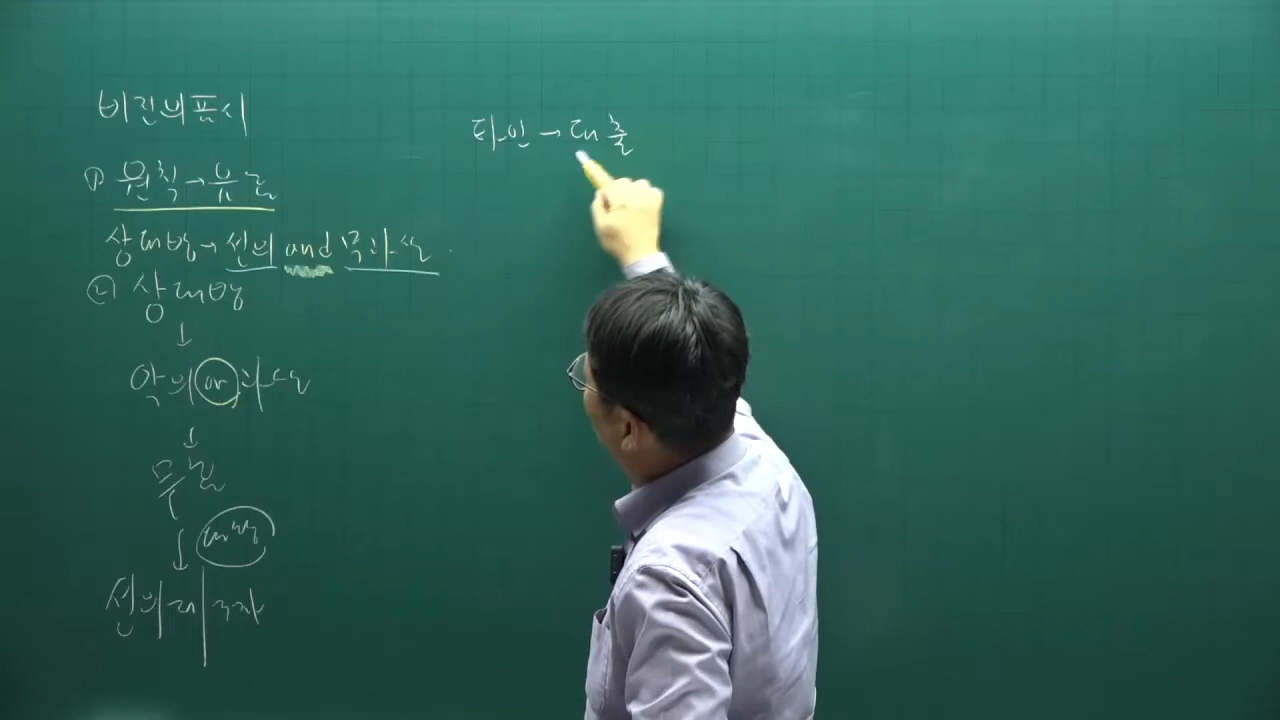 비진의표시
① 원칙→유효
상대방→선의 and 무과실.
② 상대방
↓
악의 or 과실
↓
무효
↓ 대항
선의 제3자
타인→대출